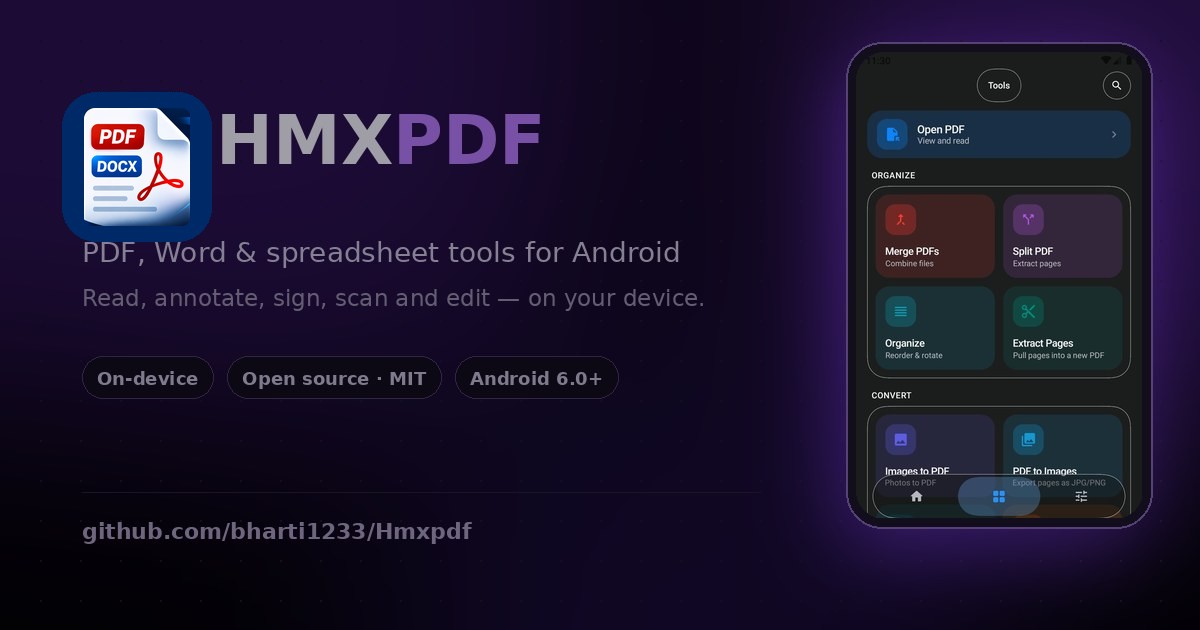 PDF
DOCX
HMXPDF
PDF, Word & spreadsheet tools for Android
Read, annotate, sign, scan and edit — on your device.
On-device
Open source · MIT
Android 6.0+
github.com/bharti1233/Hmxpdf
11:30
Tools
Open PDF
View and read
ORGANIZE
Merge PDFs
Combine files
Split PDF
Extract pages
Organize
Reorder & rotate
Extract Pages
Pull pages into a new PDF
CONVERT
Images to PDF
Photos to PDF
PDF to Images
Export pages as JPG/PNG